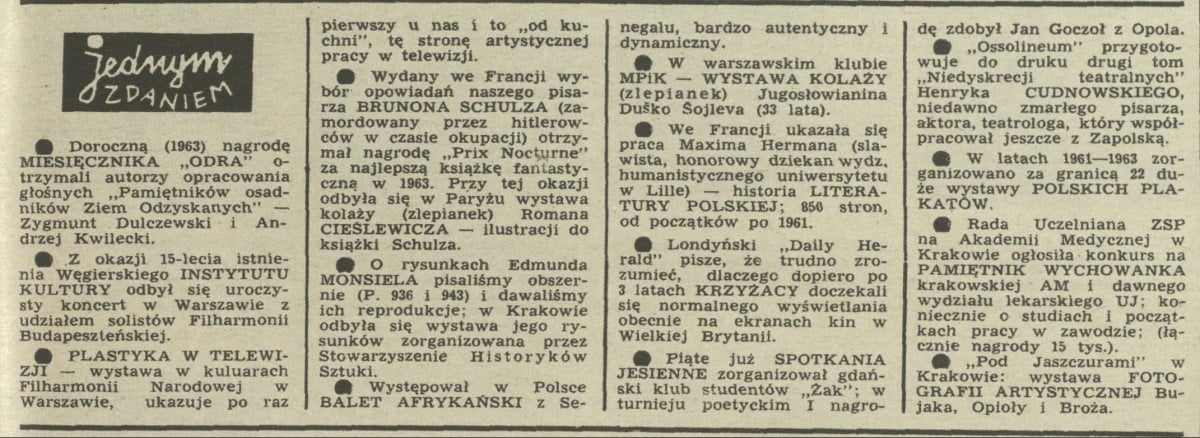 jednym
ZDANIEM
● Doroczną (1963) nagrodę
MIESIĘCZNIKA „ODRA" o-
trzymali autorzy opracowania
głośnych „Pamiętników osad-
ników Ziem Odzyskanych" —
Zygmunt Dulczewski i An-
drzej Kwilecki.
● Z okazji 15-lecia istnie-
nia Węgierskiego INSTYTUTU
KULTURY odbył się uroczy-
sty koncert w Warszawie z
udziałem solistów Filharmonii
Budapeszteńskiej.
● PLASTYKA W TELEWI-
ZJI — wystawa w kuluarach
Filharmonii Narodowej w
Warszawie, ukazuje po raz
pierwszy u nas i to „od ku-
chni", tę stronę artystycznej
pracy w telewizji.
● Wydany we Francji wy-
bór opowiadań naszego pisa-
rza BRUNONA SCHULZA (za-
mordowany przez hitlerow-
ców w czasie okupacji) otrzy-
mał nagrodę „Prix Nocturne"
za najlepszą książkę fantasty-
czną w 1963. Przy tej okazji
odbyła się w Paryżu wystawa
kolaży (zlepianek) Romana
CIEŚLEWICZA — ilustracji do
książki Schulza.
● O rysunkach Edmunda
MONSIELA pisaliśmy obszer-
nie (P. 936 i 943) i dawaliśmy
ich reprodukcje; w Krakowie
odbyła się wystawa jego ry-
sunków zorganizowana przez
Stowarzyszenie Historyków
Sztuki.
● Występował w Polsce
BALET AFRYKAŃSKI z Se-
negalu, bardzo autentyczny i
dynamiczny.
● W warszawskim klubie
MPiK — WYSTAWA KOLAŻY
(zlepianek) Jugosłowianina
Duśko Šojleva (33 lata).
● We Francji ukazała się
praca Maxima Hermana (sla-
wista, honorowy dziekan wydz.
humanistycznego uniwersytetu
w Lille) — historia LITERA-
TURY POLSKIEJ; 850 stron,
od początków po 1961.
● Londyński „Daily He-
rald" pisze, że trudno zro-
zumieć, dlaczego dopiero po
3 latach KRZYŻACY doczekali
się normalnego wyświetlania
obecnie na ekranach kin w
Wielkiej Brytanii.
● Piąte już SPOTKANIA
JESIENNE zorganizował gdań-
ski klub studentów „Żak"; w
turnieju poetyckim I nagro-
dę zdobył Jan Goczoł z Opola.
● „Ossolineum" przygoto-
wuje do druku drugi tom
„Niedyskrecji teatralnych"
Henryka CUDNOWSKIEGO,
niedawno zmarłego pisarza,
aktora, teatrologa, który współ-
pracował jeszcze z Zapolską.
● W latach 1961—1963 zor-
ganizowano za granicą 22 du-
że wystawy POLSKICH PLA-
KATÓW.
● Rada Uczelniana ZSP
na Akademii Medycznej w
Krakowie ogłosiła konkurs na
PAMIĘTNIK WYCHOWANKA
krakowskiej AM i dawnego
wydziału lekarskiego UJ; ko-
niecznie o studiach i począt-
kach pracy w zawodzie; (łą-
cznie nagrody 15 tys.).
● „Pod Jaszczurami" w
Krakowie: wystawa FOTO-
GRAFII ARTYSTYCZNEJ Bu-
jaka, Opioły i Broża.